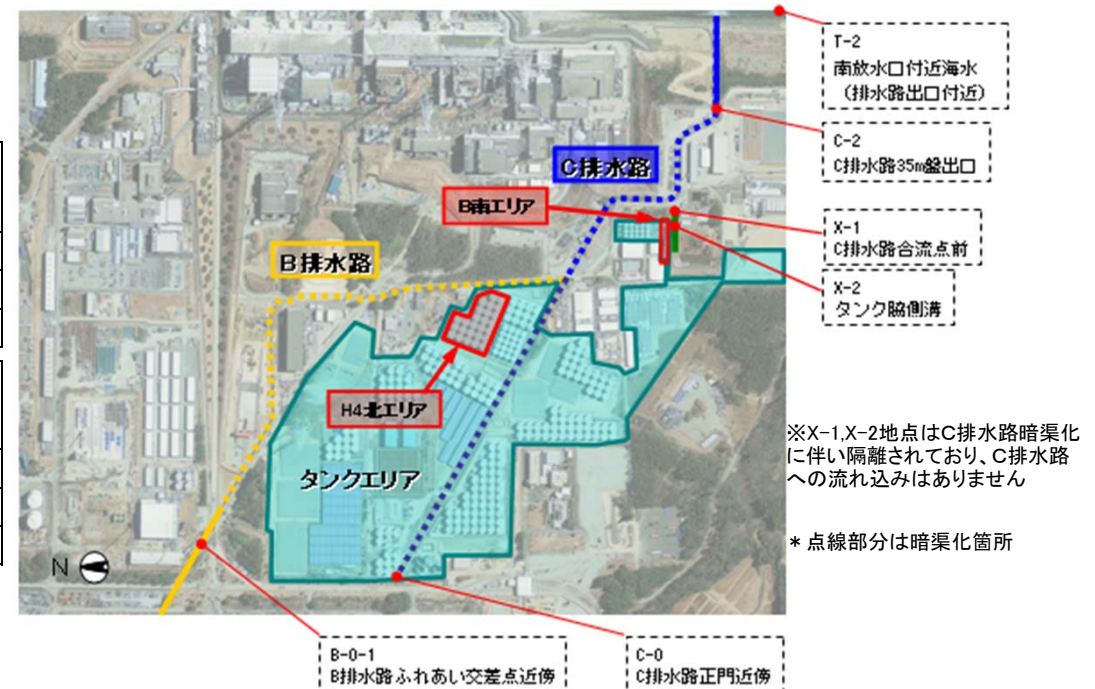 T-2
南放水口付近海水
(排水路出口付近)
C-2
C排水路35m盤出口
C排水路
B南エリア
X-1
C排水路合流点前
B排水路
X-2
タンク脇側溝
H4北エリア
※X-1,X-2地点はC排水路暗渠化
に伴い隔離されており、C排水路
への流れ込みはありません
タンクエリア
＊点線部分は暗渠化箇所
N
B-0-1
B排水路ふれあい交差点近傍
C-0
C排水路正門近傍